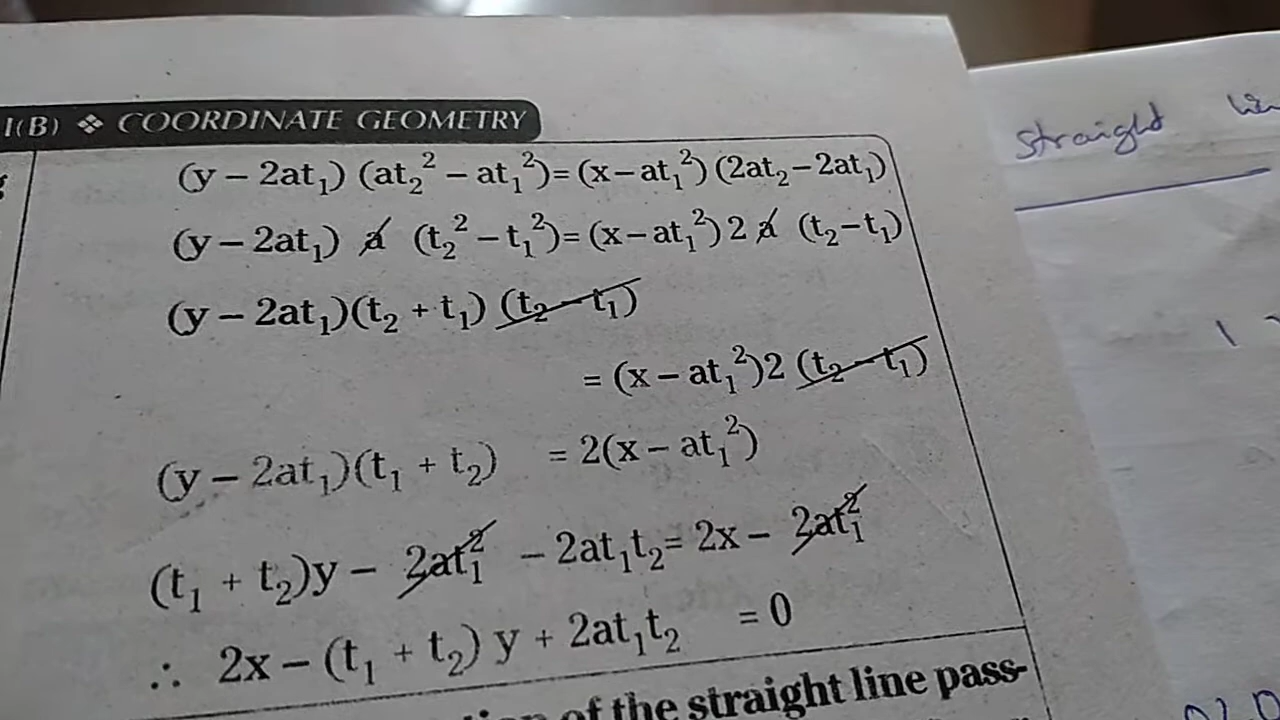 I(B) ❖ COORDINATE GEOMETRY
(y – 2at₁) (at₂² – at₁²)= (x–at₁²) (2at₂–2at₁)
(y – 2at₁) a (t₂² –t₁²)= (x–at₁²) 2 a (t₂–t₁)
(y – 2at₁)(t₂ + t₁) (t₂ – t₁)
= (x – at₁²)2 (t₂ – t₁)
(y – 2at₁)(t₁ + t₂) = 2(x – at₁²)
(t₁ + t₂)y – 2at₁² – 2at₁t₂= 2x – 2at₁²
∴ 2x – (t₁ + t₂) y + 2at₁t₂ = 0
of the straight line pass-
straight